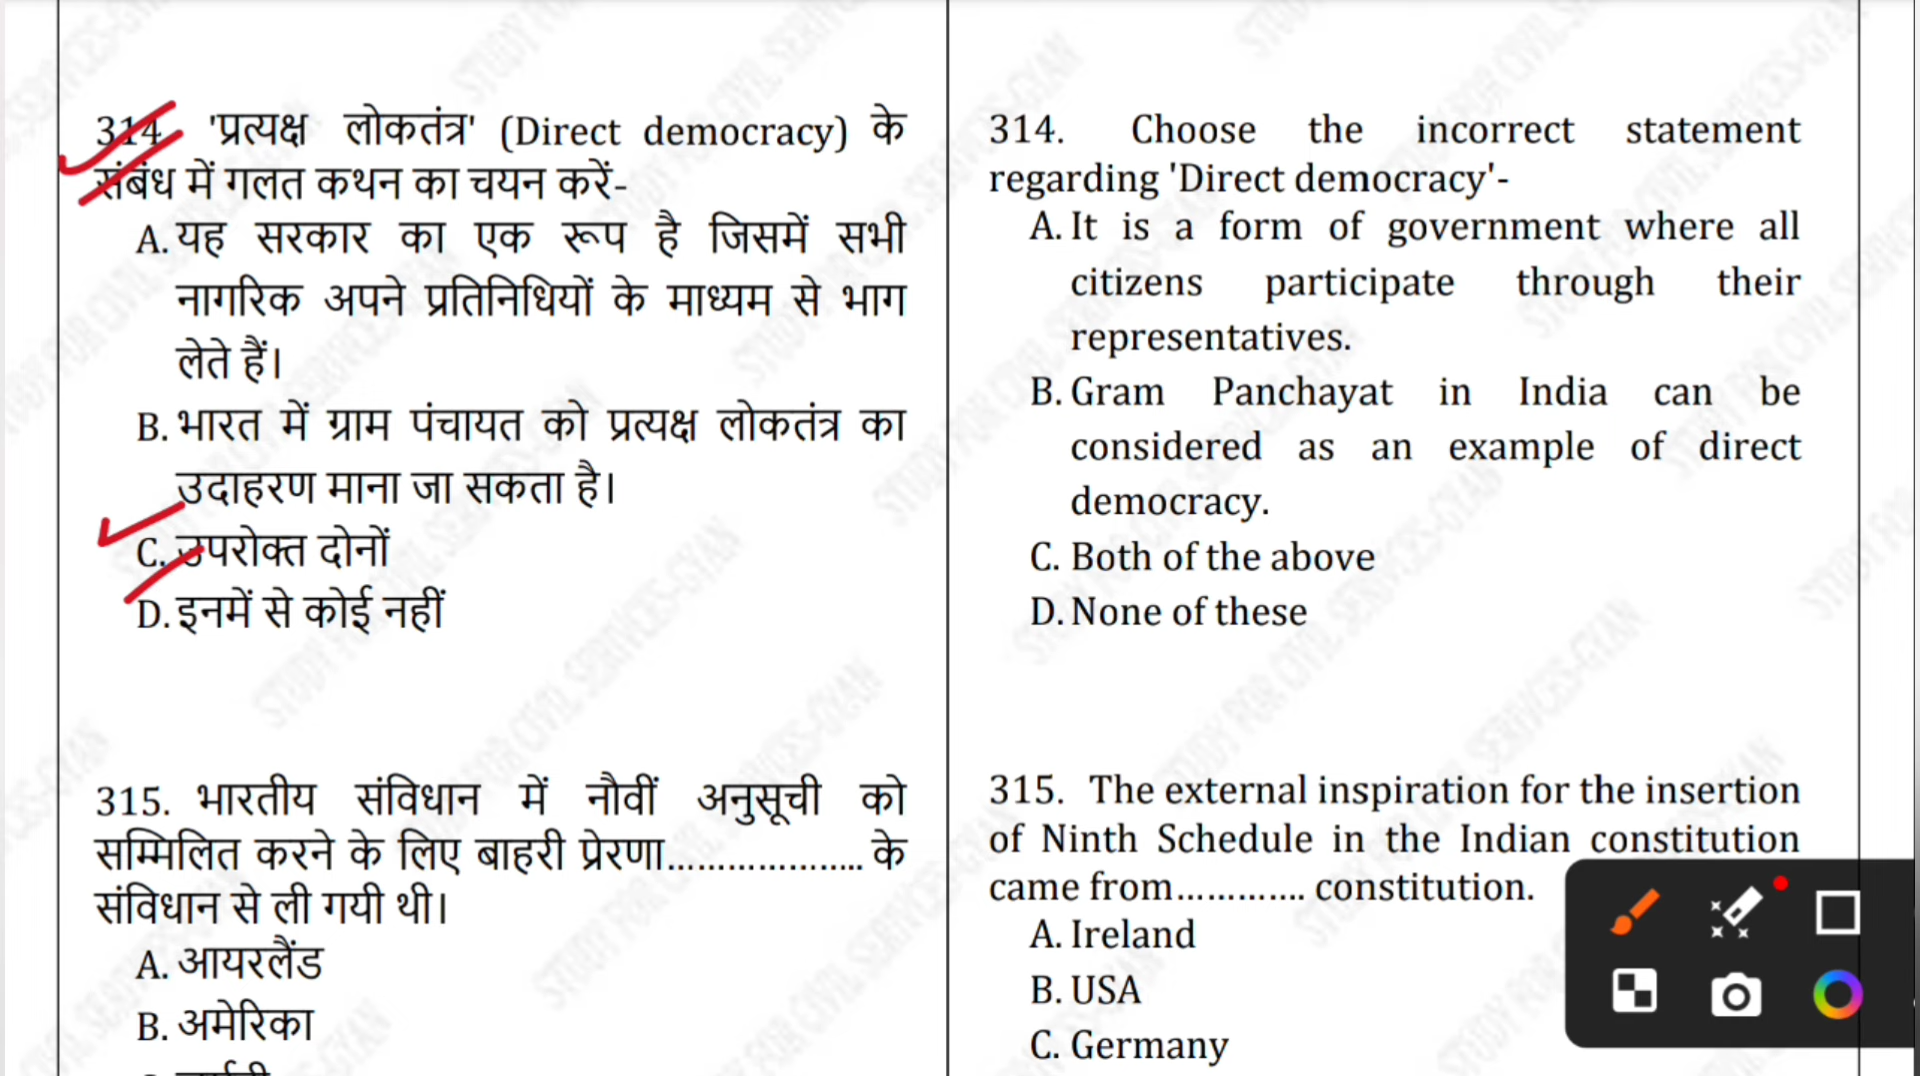 314. 'प्रत्यक्ष लोकतंत्र' (Direct democracy) के
संबंध में गलत कथन का चयन करें-
A. यह सरकार का एक रूप है जिसमें सभी
नागरिक अपने प्रतिनिधियों के माध्यम से भाग
लेते हैं।
B. भारत में ग्राम पंचायत को प्रत्यक्ष लोकतंत्र का
उदाहरण माना जा सकता है।
C. उपरोक्त दोनों
D. इनमें से कोई नहीं
315. भारतीय संविधान में नौवीं अनुसूची को
सम्मिलित करने के लिए बाहरी प्रेरणा.................... के
संविधान से ली गयी थी।
A. आयरलैंड
B. अमेरिका
314. Choose the incorrect statement
regarding 'Direct democracy'-
A. It is a form of government where all
citizens participate through their
representatives.
B. Gram Panchayat in India can be
considered as an example of direct
democracy.
C. Both of the above
D. None of these
315. The external inspiration for the insertion
of Ninth Schedule in the Indian constitution
came from............. constitution.
A. Ireland
B. USA
C. Germany
STUDY FOR CIVIL SERIVCES-GYAN